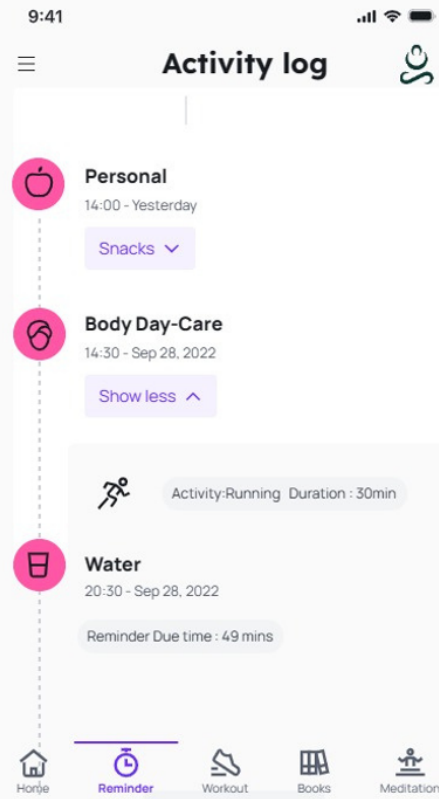 9:41
Activity log
Personal
14:00 - Yesterday
Snacks
Body Day-Care
14:30 - Sep 28, 2022
Show less
Activity:Running Duration : 30min
Water
20:30 - Sep 28, 2022
Reminder Due time : 49 mins
Home Reminder Workout Books Meditation